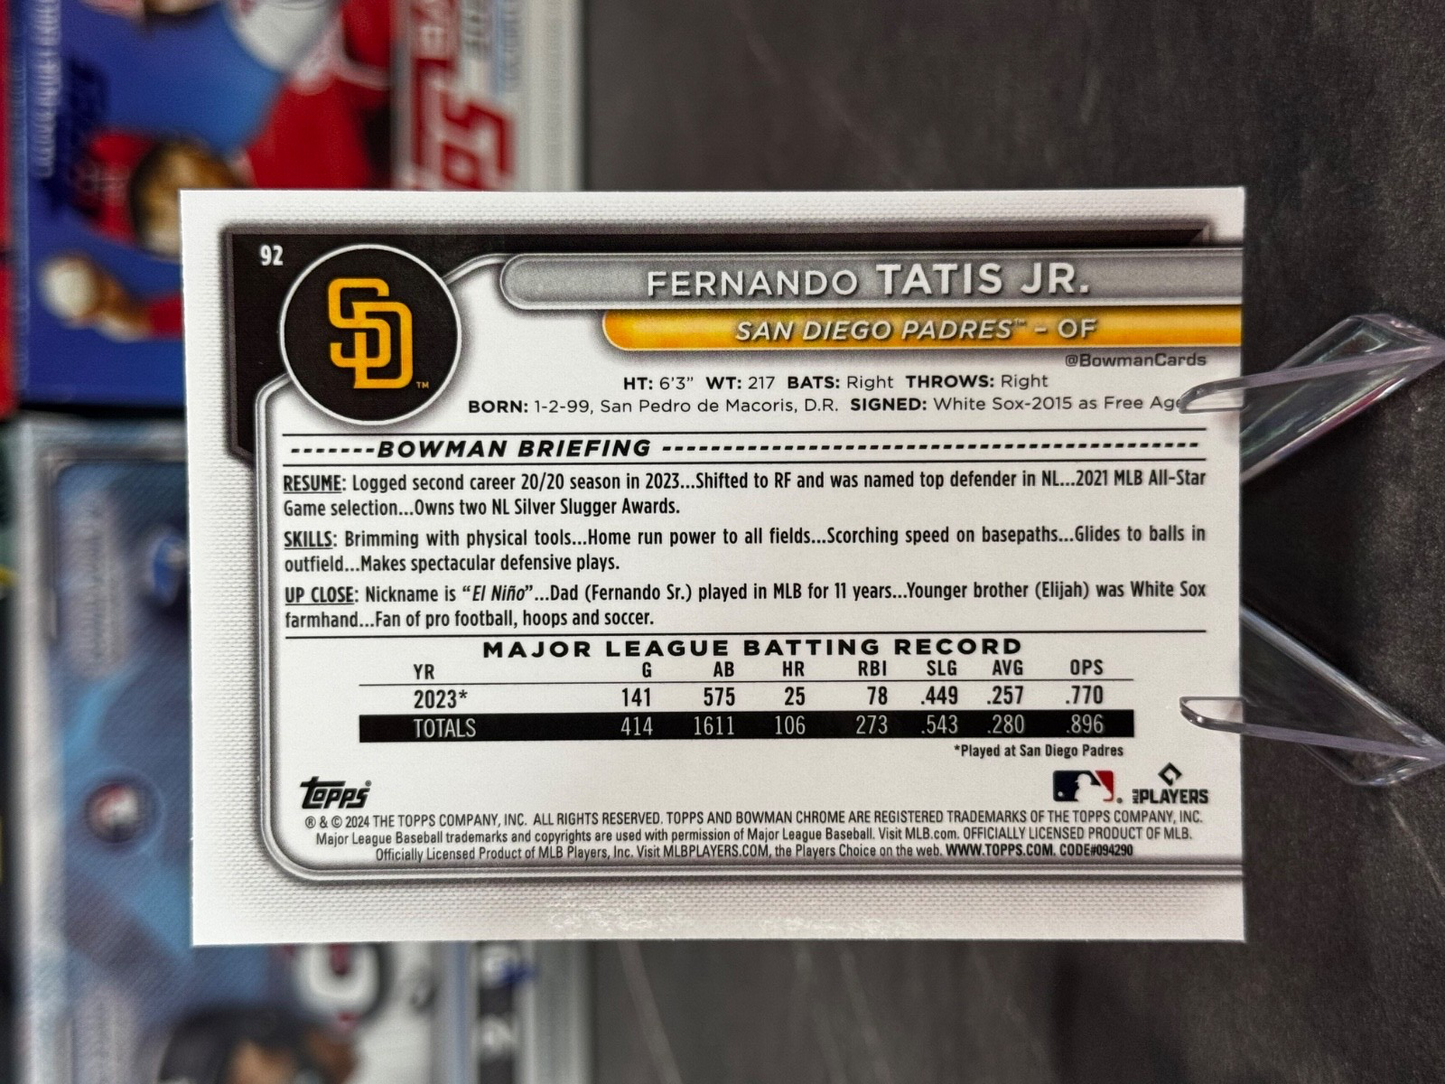 92
SD
™
FERNANDO TATIS JR.
SAN DIEGO PADRES™ – OF
@BowmanCards
HT: 6'3" WT: 217 BATS: Right THROWS: Right
BORN: 1-2-99, San Pedro de Macoris, D.R. SIGNED: White Sox-2015 as Free Age
BOWMAN BRIEFING
RESUME: Logged second career 20/20 season in 2023...Shifted to RF and was named top defender in NL...2021 MLB All-Star
Game selection...Owns two NL Silver Slugger Awards.
SKILLS: Brimming with physical tools...Home run power to all fields...Scorching speed on basepaths...Glides to balls in
outfield...Makes spectacular defensive plays.
UP CLOSE: Nickname is “El Niño”...Dad (Fernando Sr.) played in MLB for 11 years...Younger brother (Elijah) was White Sox
farmhand...Fan of pro football, hoops and soccer.
MAJOR LEAGUE BATTING RECORD
YR G AB HR RBI SLG AVG OPS
2023* 141 575 25 78 .449 .257 .770
TOTALS 414 1611 106 273 .543 .280 .896
*Played at San Diego Padres
Topps® MLB PLAYERS
® & © 2024 THE TOPPS COMPANY, INC. ALL RIGHTS RESERVED. TOPPS AND BOWMAN CHROME ARE REGISTERED TRADEMARKS OF THE TOPPS COMPANY, INC.
Major League Baseball trademarks and copyrights are used with permission of Major League Baseball. Visit MLB.com. OFFICIALLY LICENSED PRODUCT OF MLB.
Officially Licensed Product of MLB Players, Inc. Visit MLBPLAYERS.COM, the Players Choice on the web. WWW.TOPPS.COM. CODE#094290